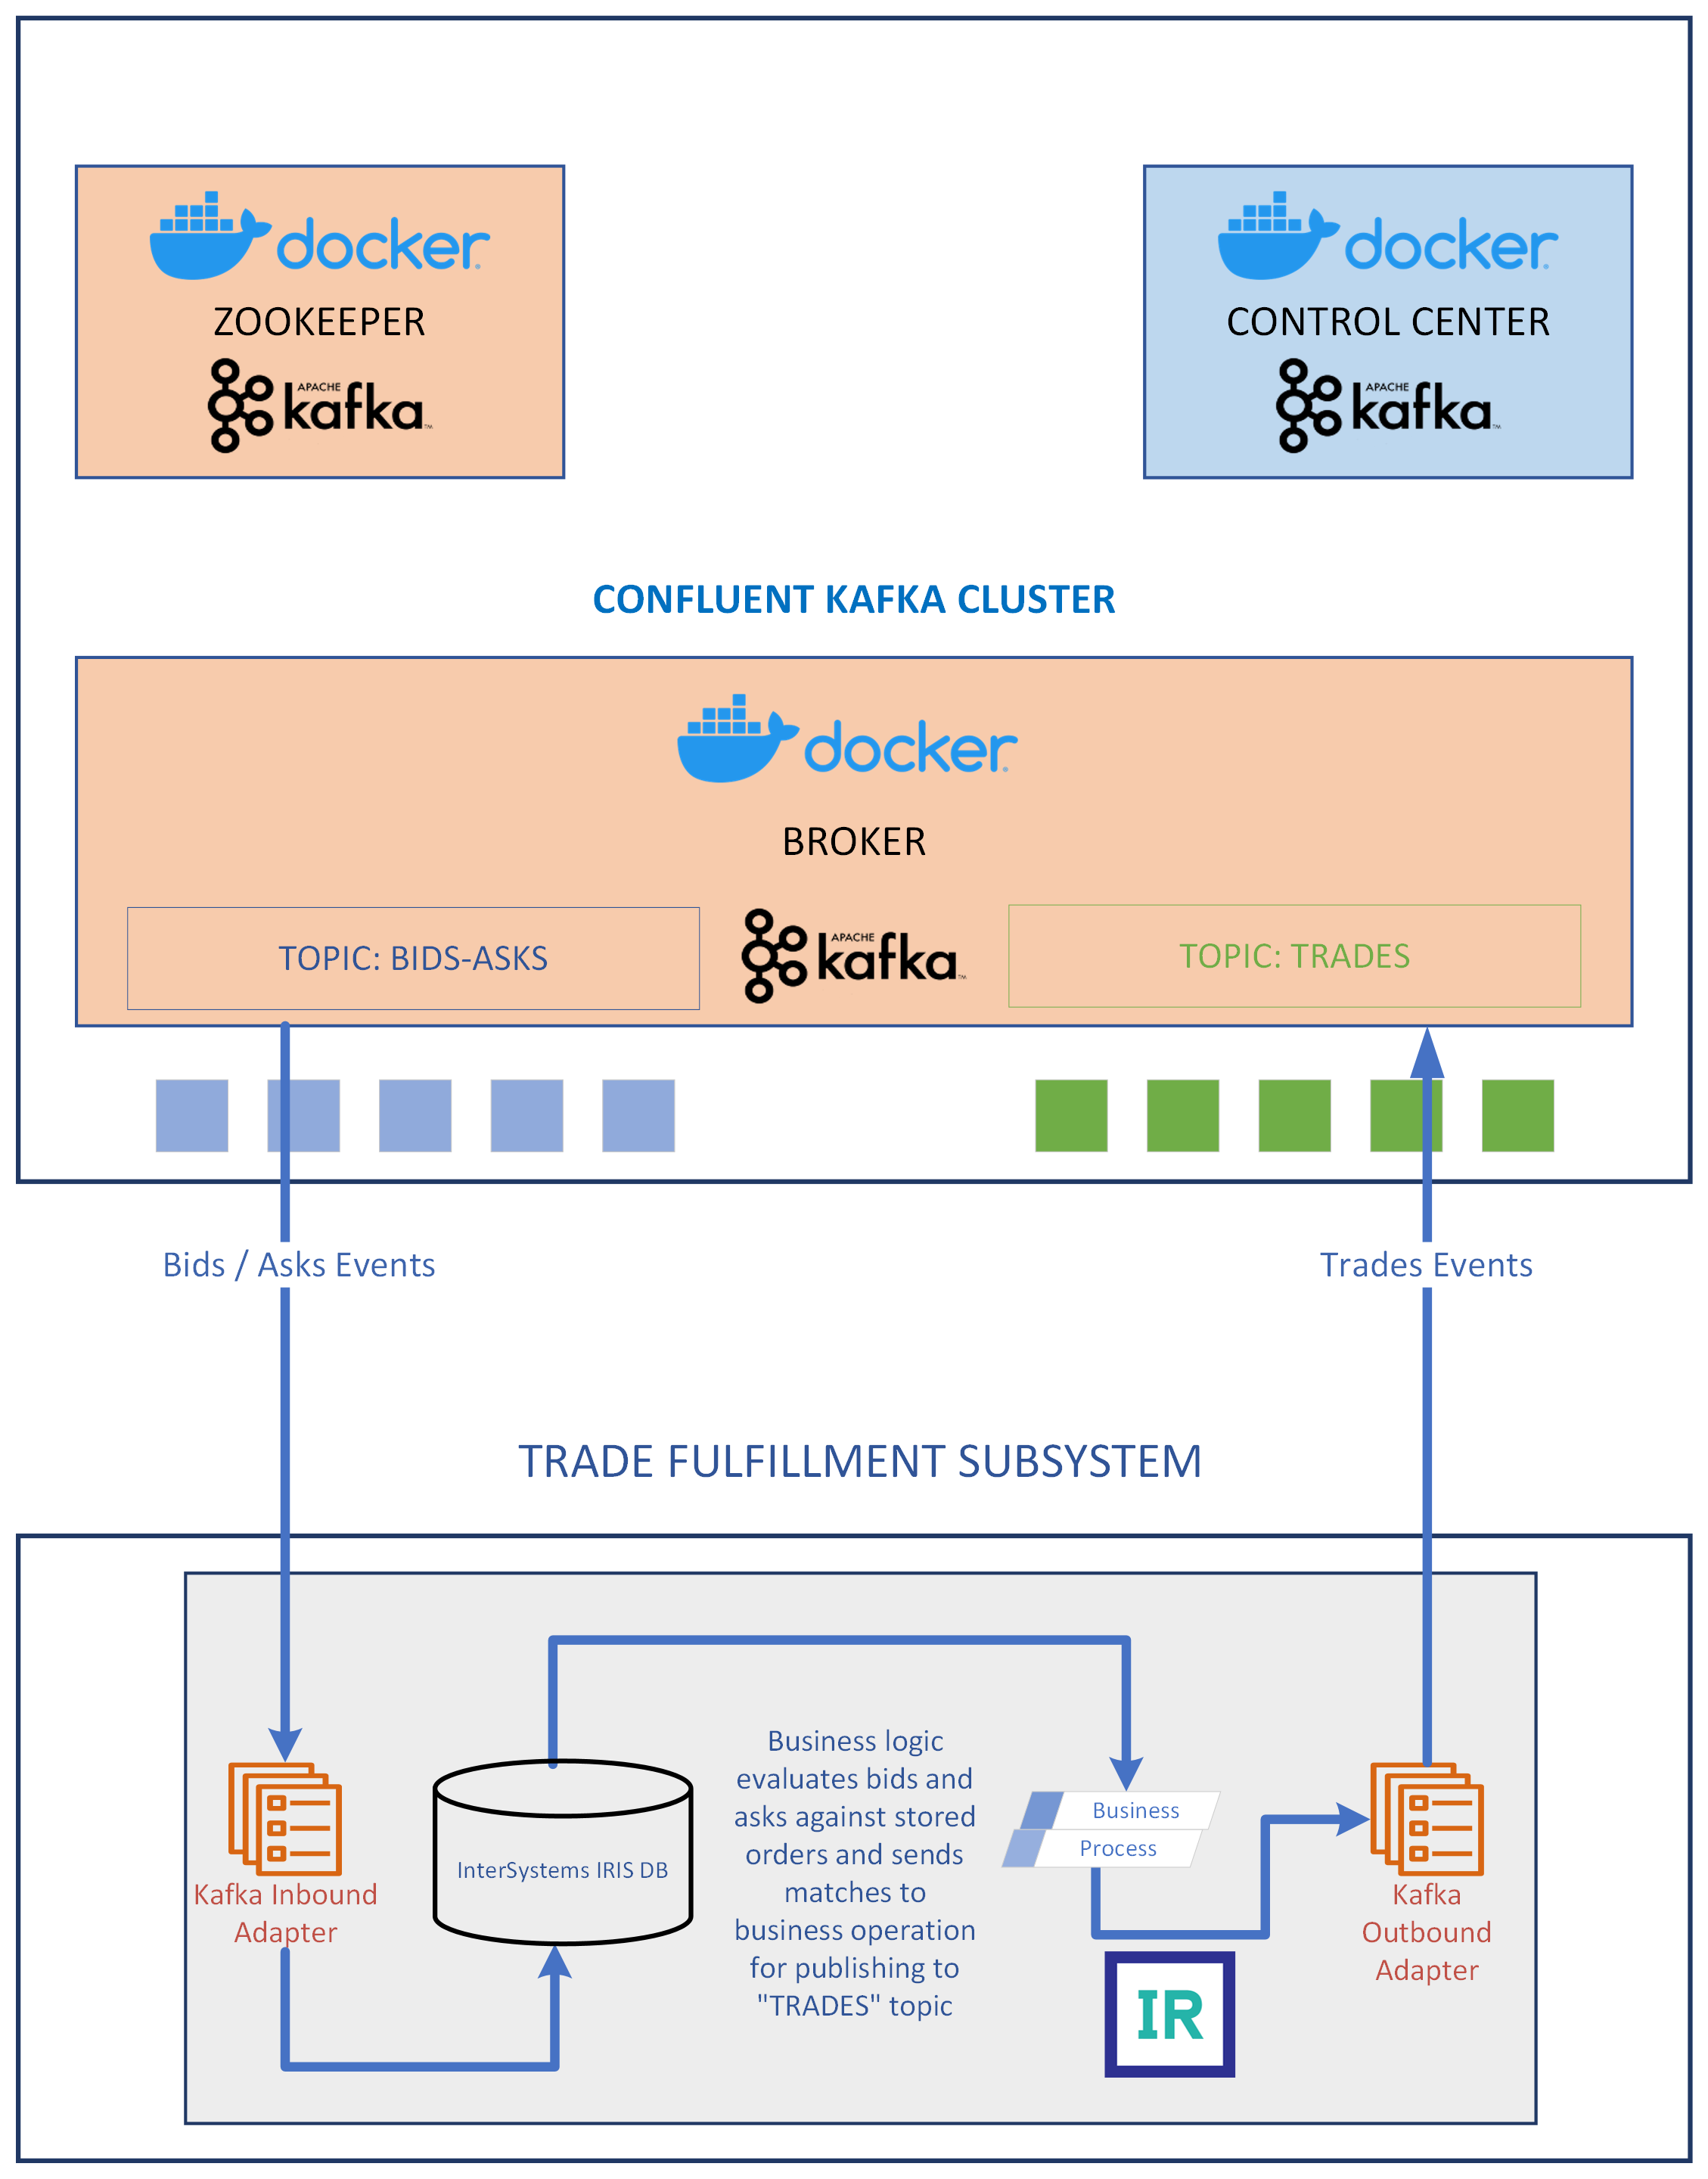 docker
ZOOKEEPER
APACHE
kafka™
docker
CONTROL CENTER
APACHE
kafka™
CONFLUENT KAFKA CLUSTER
docker
BROKER
TOPIC: BIDS-ASKS
APACHE
kafka™
TOPIC: TRADES
Bids / Asks Events
Trades Events
TRADE FULFILLMENT SUBSYSTEM
Kafka Inbound
Adapter
InterSystems IRIS DB
Business logic
evaluates bids and
asks against stored
orders and sends
matches to
business operation
for publishing to
"TRADES" topic
Business
Process
IR
Kafka
Outbound
Adapter